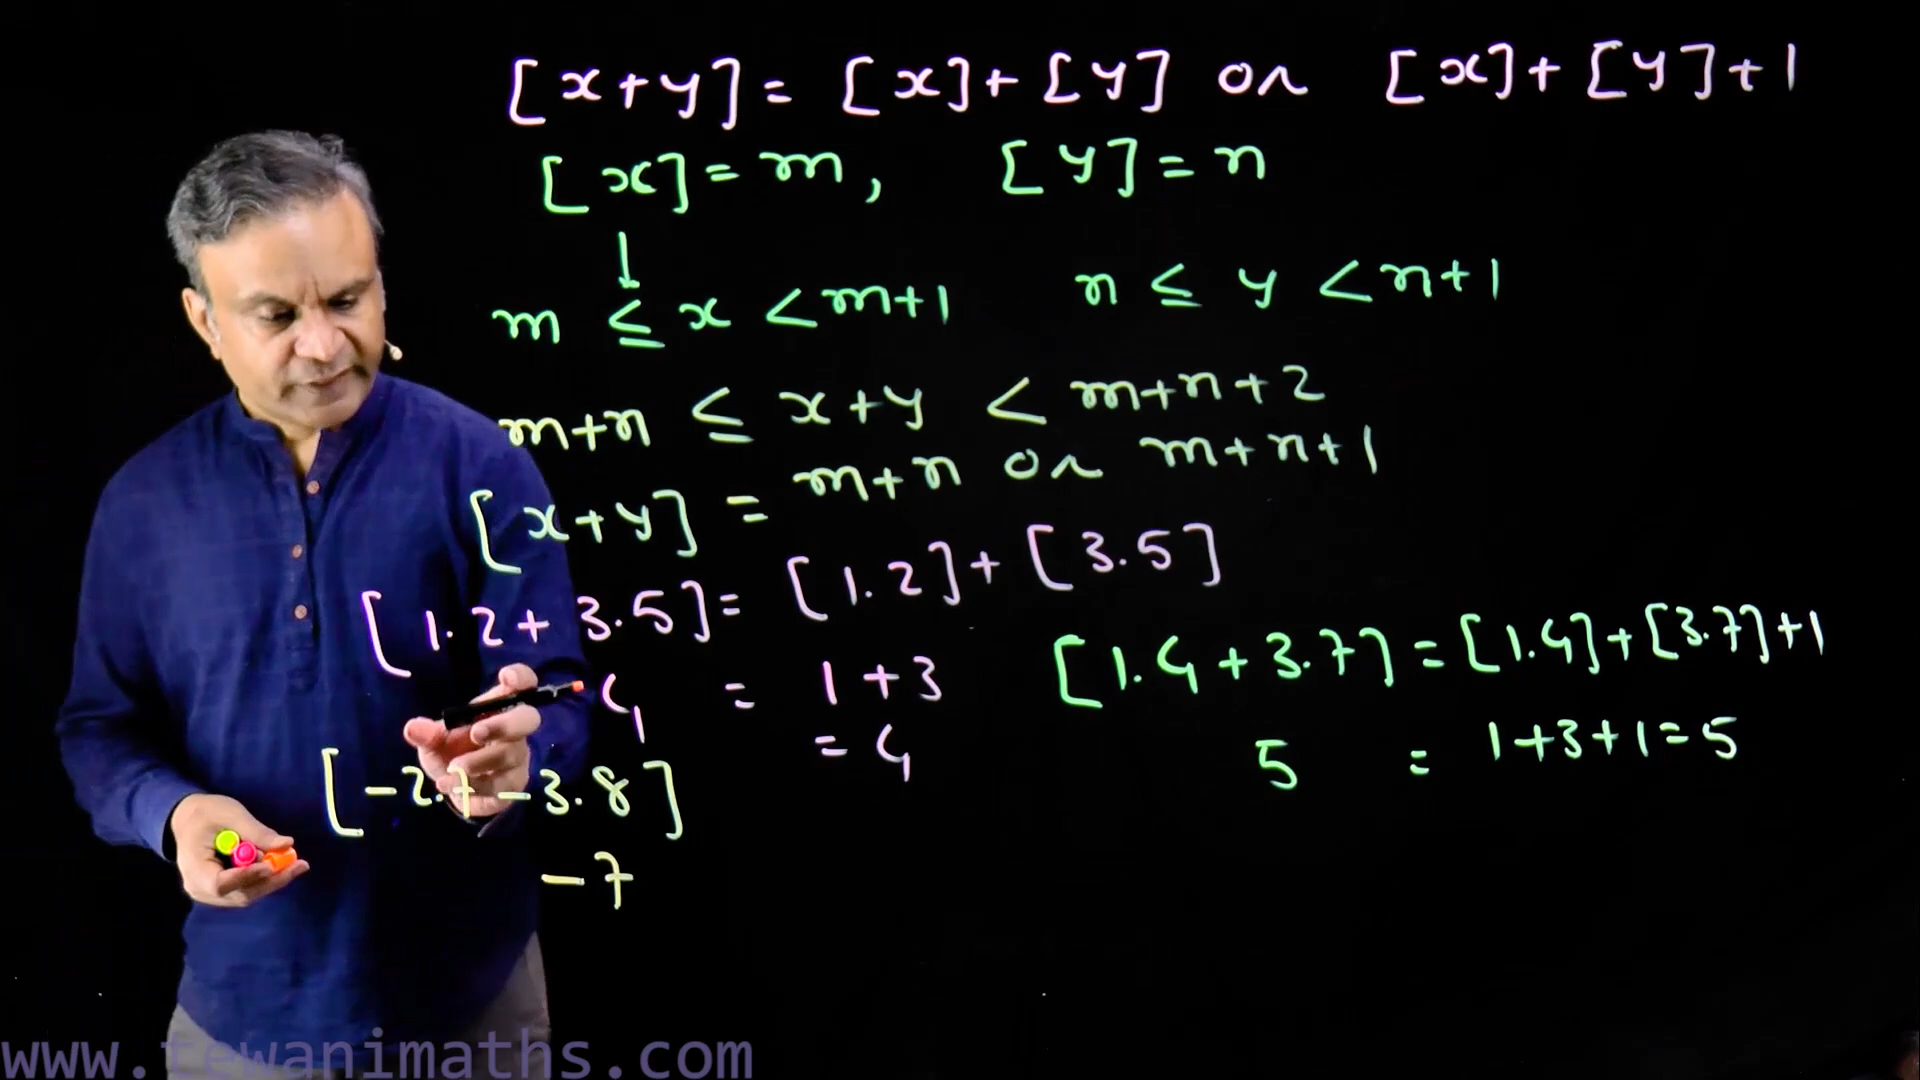 [x+y] = [x]+[y] or [x]+[y]+1
[x] = m, [y] = n
↓
m ≤ x < m+1 n ≤ y < n+1
m+n ≤ x+y < m+n+2
[x+y] = m+n or m+n+1
[1.2+3.5] = [1.2]+[3.5]
4 = 1+3
= 4
[1.4+3.7] = [1.4]+[3.7]+1
5 = 1+3+1=5
[-2.7-3.8]
-7
www.tewanimaths.com